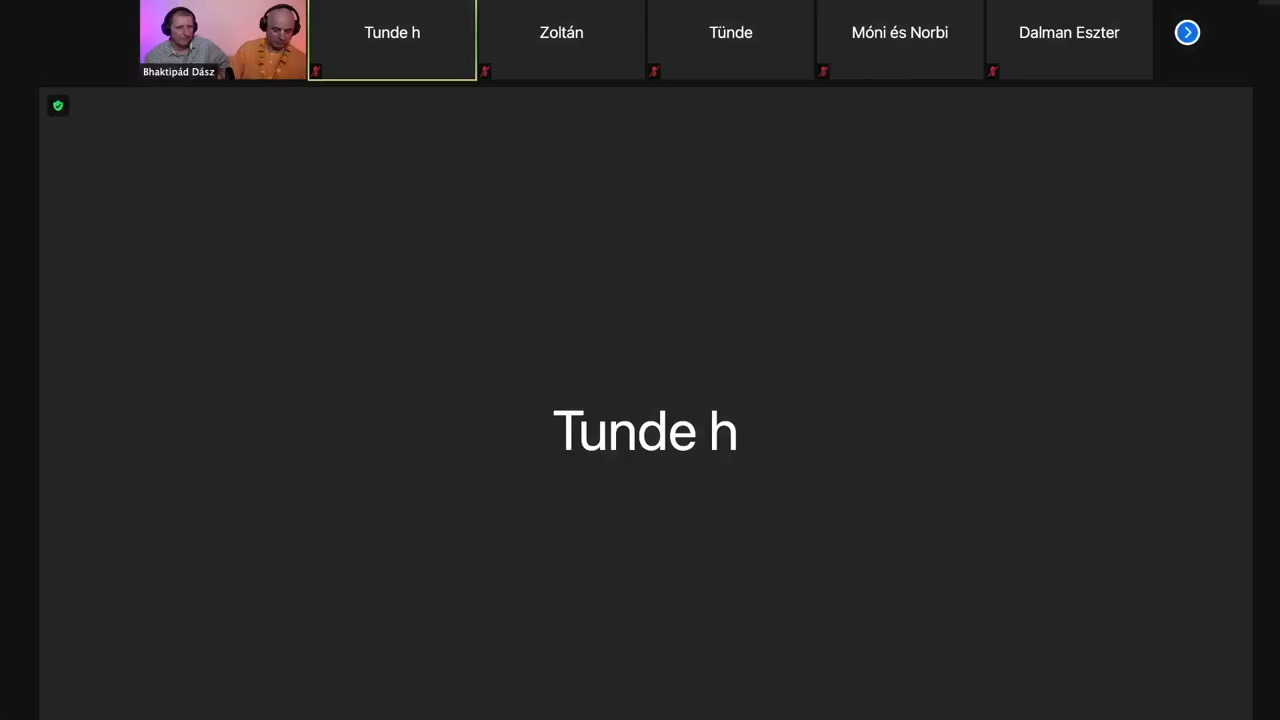 Bhaktipád Dász
Tunde h
Zoltán
Tünde
Móni és Norbi
Dalman Eszter
Tunde h